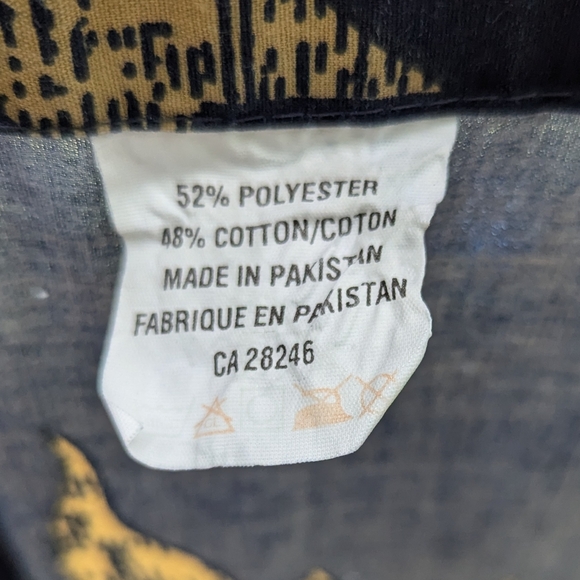 52% POLYESTER
48% COTTON/COTON
MADE IN PAKISTAN
FABRIQUE EN PAKISTAN
CA 28246